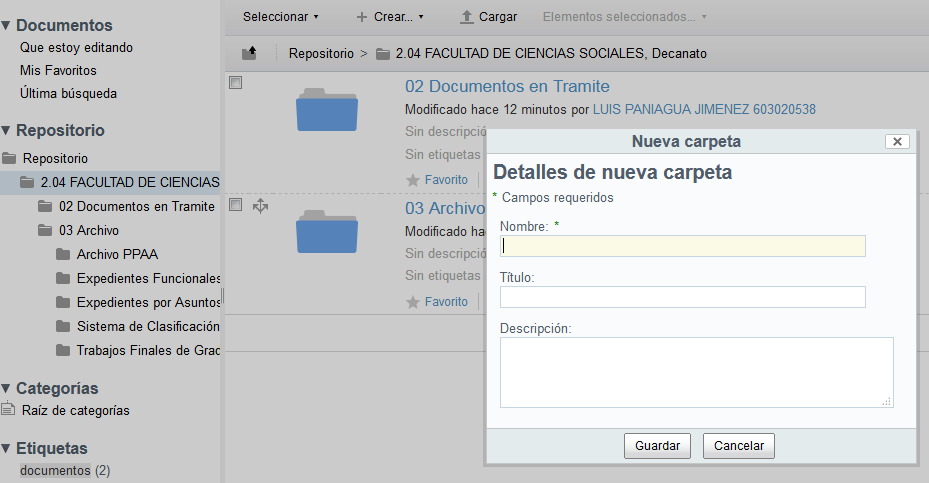 Documentos
Que estoy editando
Mis Favoritos
Última búsqueda
Repositorio
Repositorio
2.04 FACULTAD DE CIENCIAS
02 Documentos en Tramite
03 Archivo
Archivo PPAA
Expedientes Funcionales
Expedientes por Asuntos
Sistema de Clasificación
Trabajos Finales de Grad
Categorías
Raíz de categorías
Etiquetas
documentos (2)
Seleccionar
Crear...
Cargar
Elementos seleccionados...
Repositorio > 2.04 FACULTAD DE CIENCIAS SOCIALES, Decanato
02 Documentos en Tramite
Modificado hace 12 minutos por LUIS PANIAGUA JIMENEZ 603020538
Sin descripció
Sin etiquetas
Favorito
03 Archivo
Modificado ha
Sin descripció
Sin etiquetas
Favorito
Nueva carpeta
Detalles de nueva carpeta
* Campos requeridos
Nombre: *
Título:
Descripción:
Guardar
Cancelar